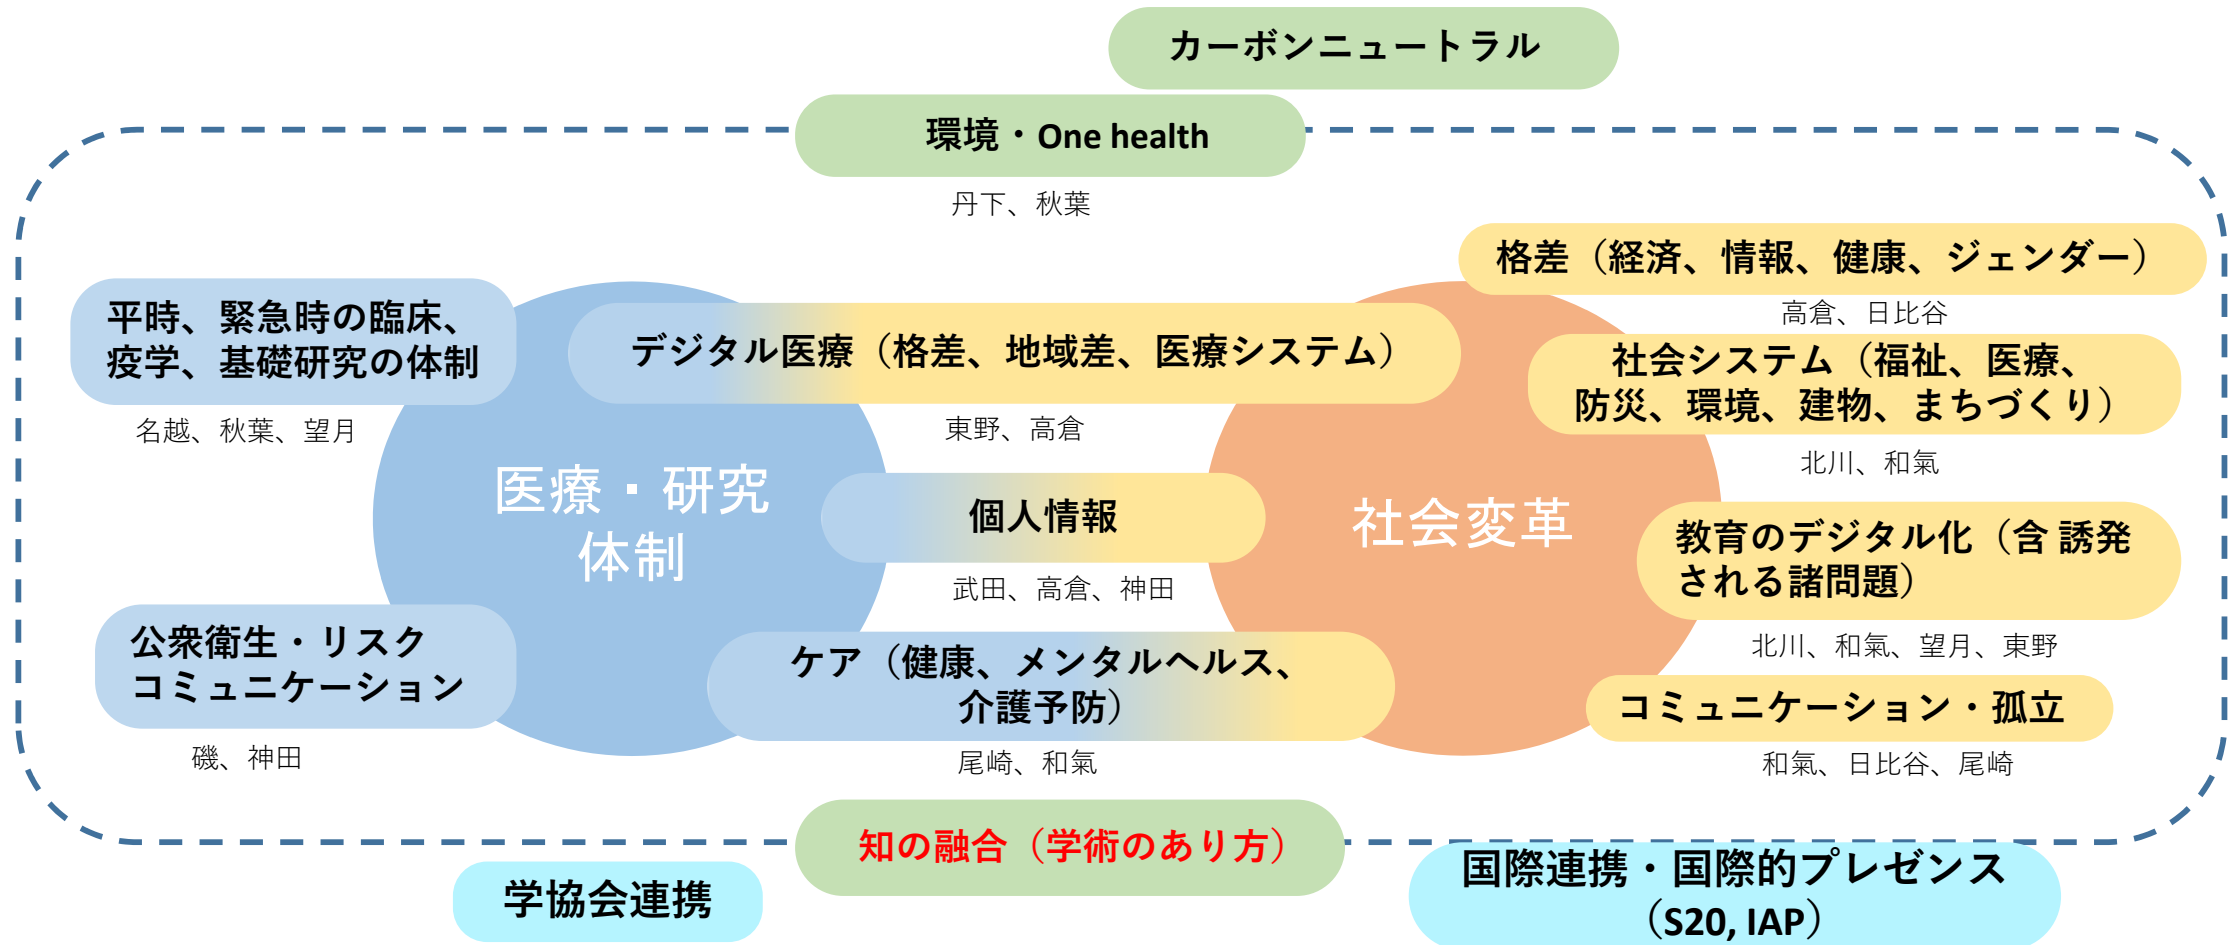 カーボンニュートラル
環境・One health
丹下、秋葉
格差（経済、情報、健康、ジェンダー）
高倉、日比谷
平時、緊急時の臨床、
疫学、基礎研究の体制
名越、秋葉、望月
デジタル医療（格差、地域差、医療システム）
東野、高倉
社会システム（福祉、医療、
防災、環境、建物、まちづくり）
北川、和氣
医療・研究
体制
個人情報
武田、高倉、神田
社会変革
教育のデジタル化（含 誘発
される諸問題）
北川、和氣、望月、東野
公衆衛生・リスク
コミュニケーション
磯、神田
ケア（健康、メンタルヘルス、
介護予防）
尾崎、和氣
コミュニケーション・孤立
和氣、日比谷、尾崎
知の融合（学術のあり方）
学協会連携
国際連携・国際的プレゼンス
（S20, IAP）